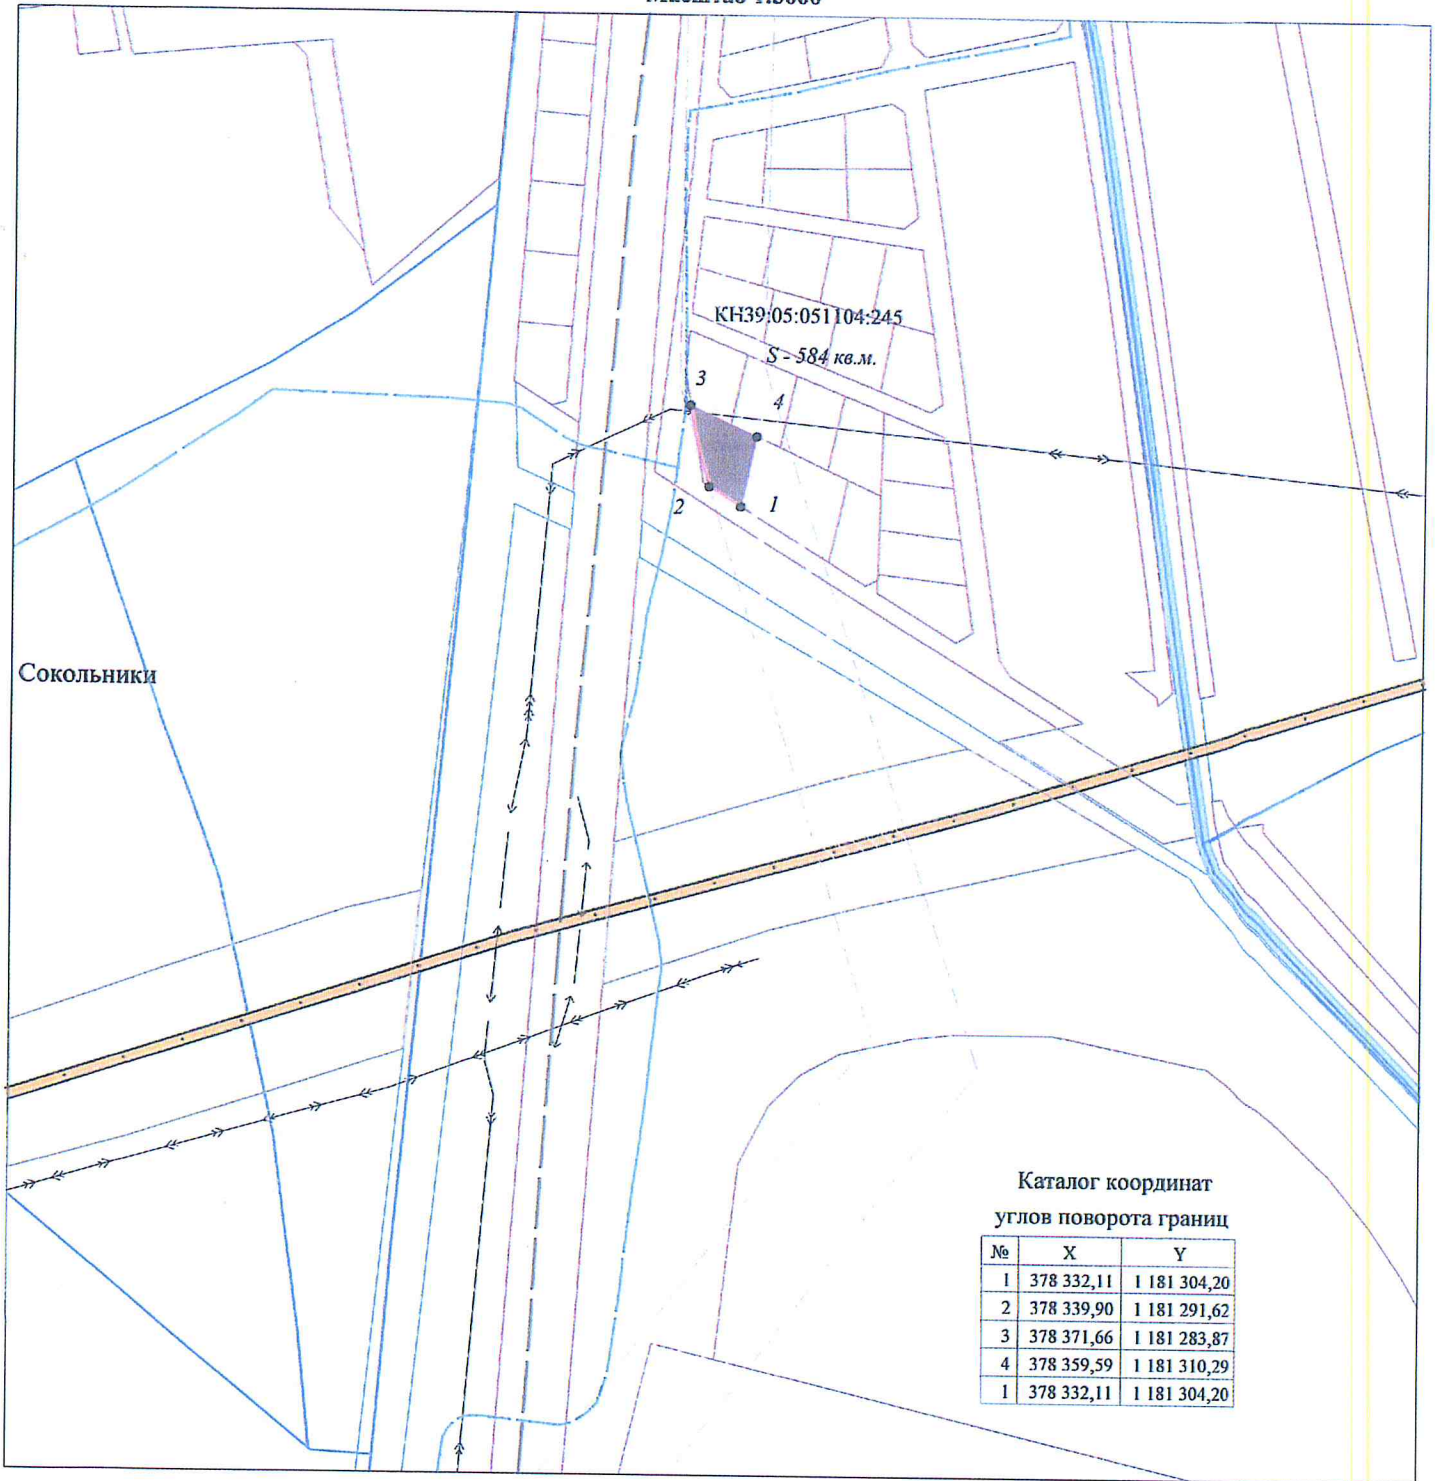 КН39:05:051104:245
S - 584 кв.м.
3
4
2
1
Сокольники
Каталог координат
углов поворота границ
№ X Y
1 378 332,11 1 181 304,20
2 378 339,90 1 181 291,62
3 378 371,66 1 181 283,87
4 378 359,59 1 181 310,29
1 378 332,11 1 181 304,20